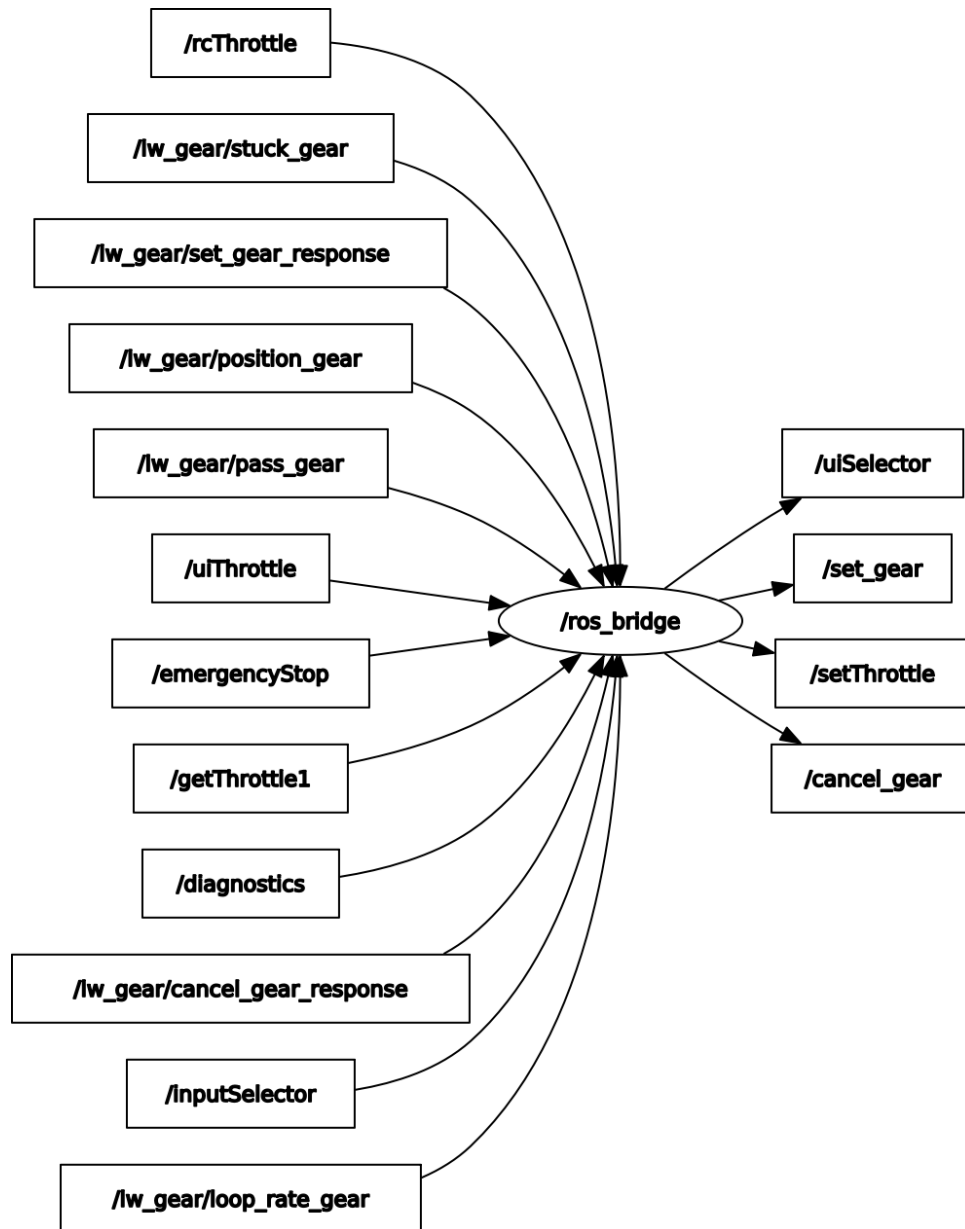 /rcThrottle
/lw_gear/stuck_gear
/lw_gear/set_gear_response
/lw_gear/position_gear
/lw_gear/pass_gear
/uiThrottle
/emergencyStop
/getThrottle1
/diagnostics
/lw_gear/cancel_gear_response
/inputSelector
/lw_gear/loop_rate_gear
/ros_bridge
/uiSelector
/set_gear
/setThrottle
/cancel_gear